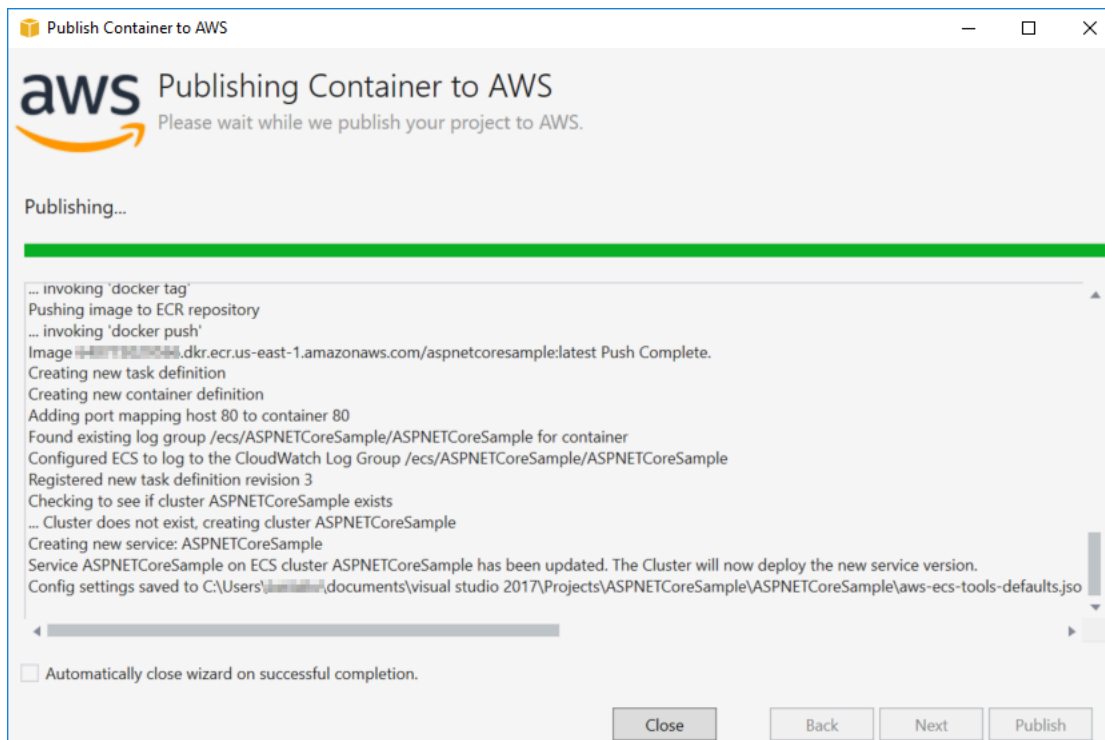 Publish Container to AWS
aws
Publishing Container to AWS
Please wait while we publish your project to AWS.
Publishing...
... invoking 'docker tag'
Pushing image to ECR repository
... invoking 'docker push'
Image .dkr.ecr.us-east-1.amazonaws.com/aspnetcoresample:latest Push Complete.
Creating new task definition
Creating new container definition
Adding port mapping host 80 to container 80
Found existing log group /ecs/ASPNETCoreSample/ASPNETCoreSample for container
Configured ECS to log to the CloudWatch Log Group /ecs/ASPNETCoreSample/ASPNETCoreSample
Registered new task definition revision 3
Checking to see if cluster ASPNETCoreSample exists
... Cluster does not exist, creating cluster ASPNETCoreSample
Creating new service: ASPNETCoreSample
Service ASPNETCoreSample on ECS cluster ASPNETCoreSample has been updated. The Cluster will now deploy the new service version.
Config settings saved to C:\Users\ \documents\visual studio 2017\Projects\ASPNETCoreSample\ASPNETCoreSample\aws-ecs-tools-defaults.jso
Automatically close wizard on successful completion.
Close Back Next Publish